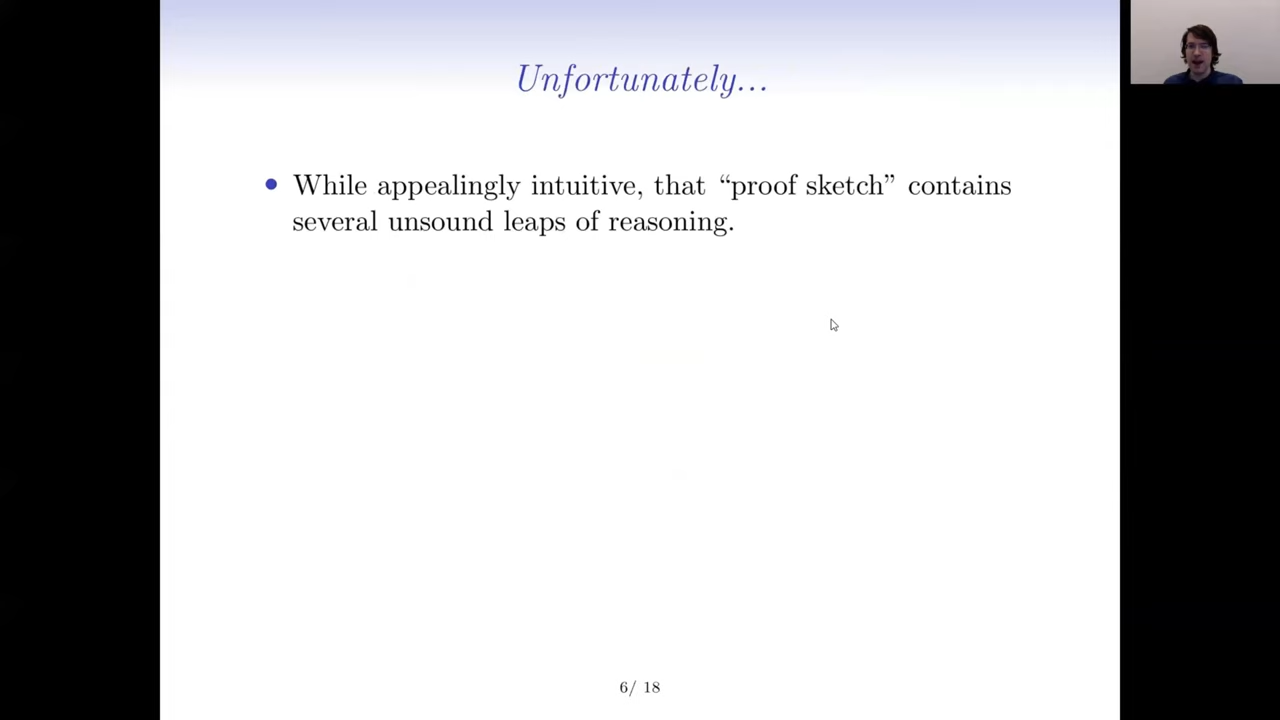 Unfortunately...
• While appealingly intuitive, that “proof sketch” contains
several unsound leaps of reasoning.
6/ 18